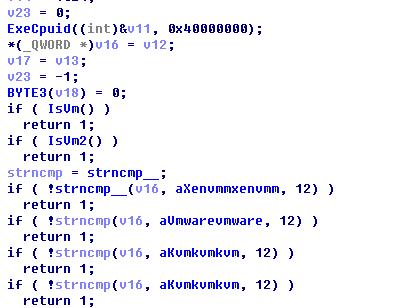 v23 = 0;
ExeCpuid((int)&v11, 0x40000000);
*(_QWORD *)v16 = v12;
v17 = v13;
v23 = -1;
BYTE3(v18) = 0;
if ( IsVm() )
return 1;
if ( IsVm2() )
return 1;
strncmp = strncmp__;
if ( !strncmp__(v16, aXenvmmxenvmm, 12) )
return 1;
if ( !strncmp(v16, aVmwarevmware, 12) )
return 1;
if ( !strncmp(v16, aKvmkvmkvm, 12) )
return 1;
if ( !strncmp(v16, aKvmkvmkvm, 12) )
return 1;